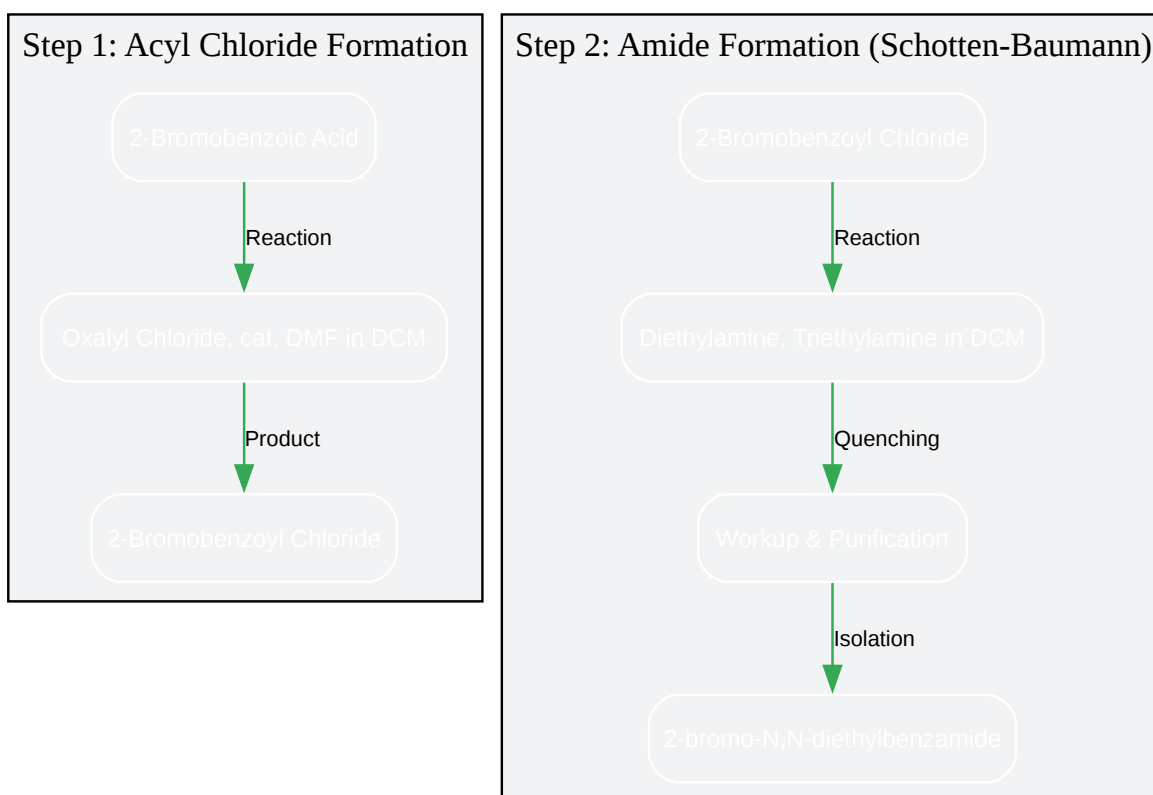 Step 1: Acyl Chloride Formation
2-Bromobenzoic Acid
Reaction
Oxalyl Chloride, cat. DMF in DCM
Product
2-Bromobenzoyl Chloride
Step 2: Amide Formation (Schotten-Baumann)
2-Bromobenzoyl Chloride
Reaction
Diethylamine, Triethylamine in DCM
Quenching
Workup & Purification
Isolation
2-bromo-N,N-diethylbenzamide